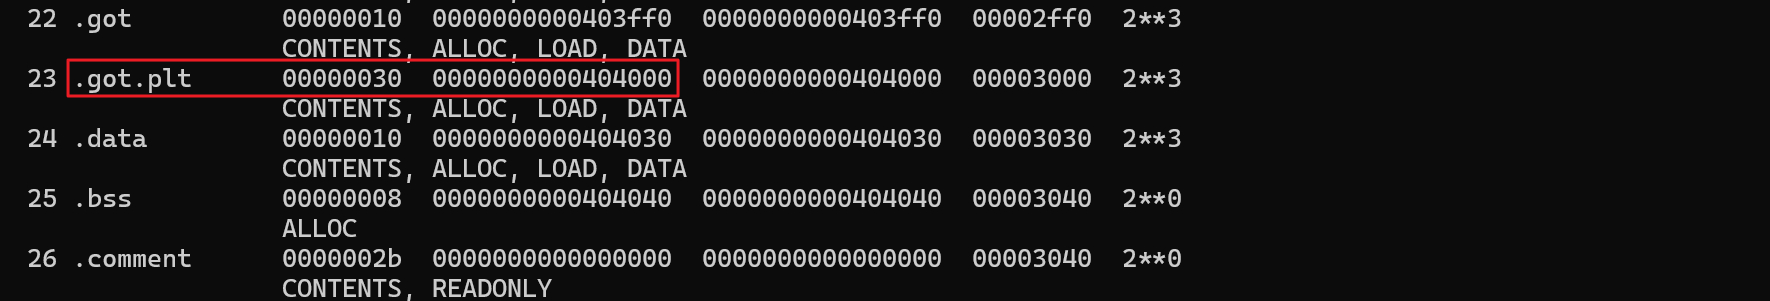 22 .got          00000010  0000000000403ff0  0000000000403ff0  00002ff0  2**3
                 CONTENTS, ALLOC, LOAD, DATA
23 .got.plt      00000030  0000000000404000  0000000000404000  00003000  2**3
                 CONTENTS, ALLOC, LOAD, DATA
24 .data         00000010  0000000000404030  0000000000404030  00003030  2**3
                 CONTENTS, ALLOC, LOAD, DATA
25 .bss          00000008  0000000000404040  0000000000404040  00003040  2**0
                 ALLOC
26 .comment      0000002b  0000000000000000  0000000000000000  00003040  2**0
                 CONTENTS, READONLY